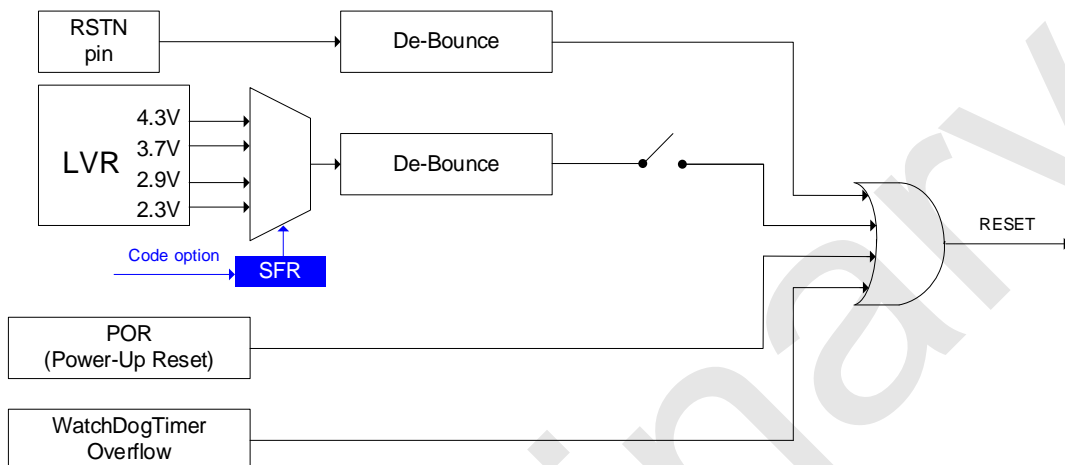 RSTN
pin
De-Bounce
4.3V
3.7V
2.9V
2.3V
LVR
De-Bounce
Code option
SFR
RESET
POR
(Power-Up Reset)
WatchDogTimer
Overflow
inary